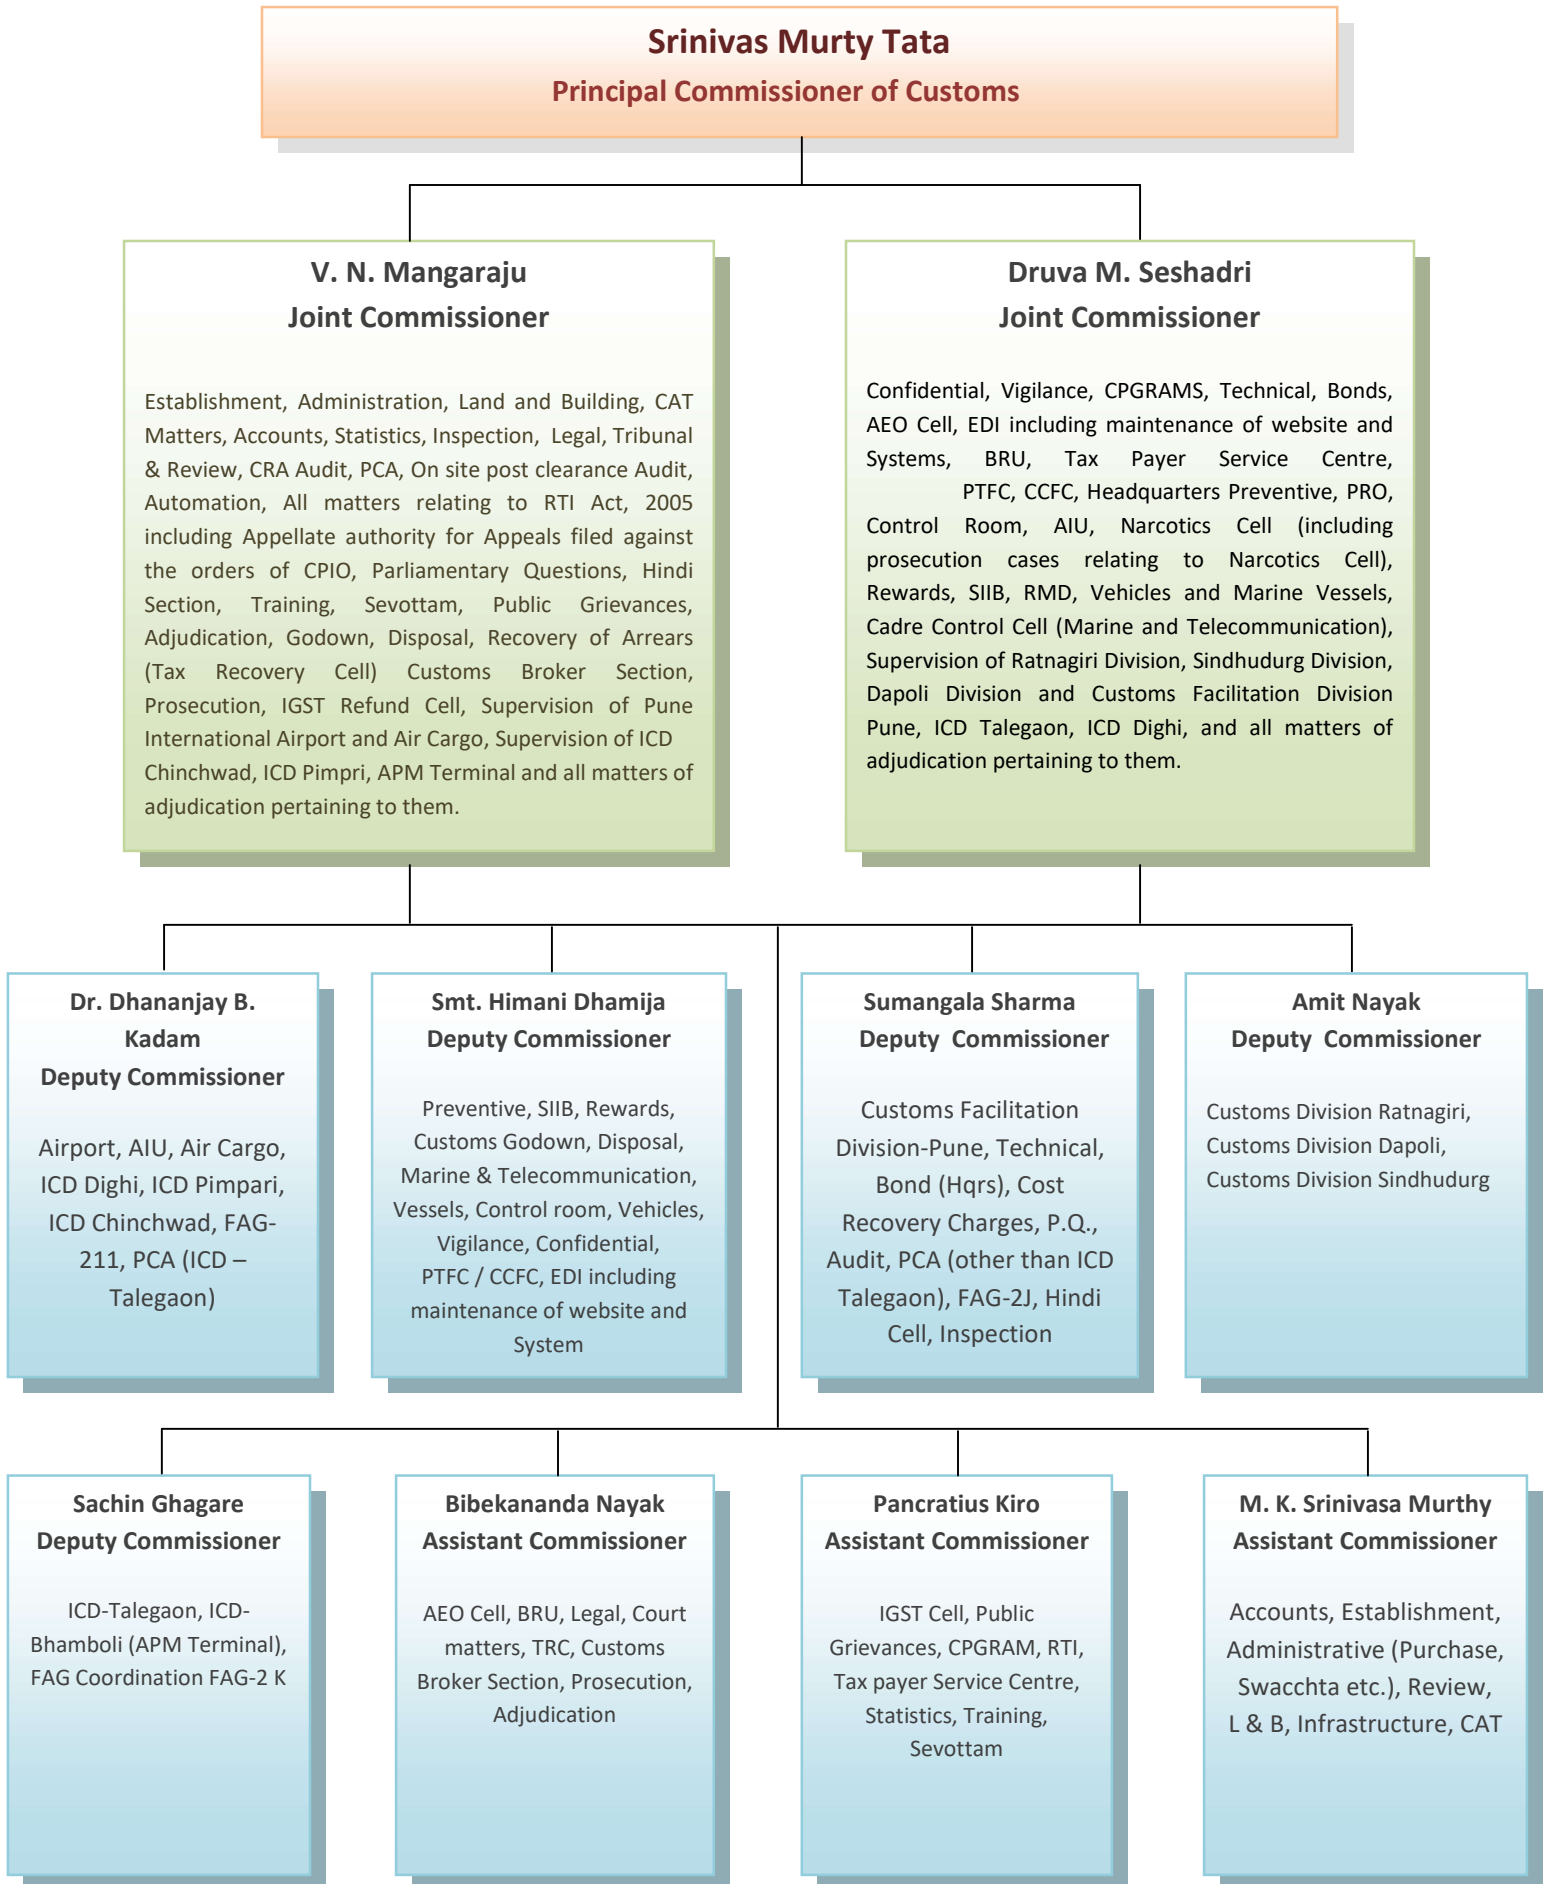 Srinivas Murty Tata
Principal Commissioner of Customs
V. N. Mangaraju
Joint Commissioner
Establishment, Administration, Land and Building, CAT
Matters, Accounts, Statistics, Inspection, Legal, Tribunal
& Review, CRA Audit, PCA, On site post clearance Audit,
Automation, All matters relating to RTI Act, 2005
including Appellate authority for Appeals filed against
the orders of CPIO, Parliamentary Questions, Hindi
Section, Training, Sevottam, Public Grievances,
Adjudication, Godown, Disposal, Recovery of Arrears
(Tax Recovery Cell) Customs Broker Section,
Prosecution, IGST Refund Cell, Supervision of Pune
International Airport and Air Cargo, Supervision of ICD
Chinchwad, ICD Pimpri, APM Terminal and all matters of
adjudication pertaining to them.
Druva M. Seshadri
Joint Commissioner
Confidential, Vigilance, CPGRAMS, Technical, Bonds,
AEO Cell, EDI including maintenance of website and
Systems, BRU, Tax Payer Service Centre,
PTFC, CCFC, Headquarters Preventive, PRO,
Control Room, AIU, Narcotics Cell (including
prosecution cases relating to Narcotics Cell),
Rewards, SIIB, RMD, Vehicles and Marine Vessels,
Cadre Control Cell (Marine and Telecommunication),
Supervision of Ratnagiri Division, Sindhudurg Division,
Dapoli Division and Customs Facilitation Division
Pune, ICD Talegaon, ICD Dighi, and all matters of
adjudication pertaining to them.
Dr. Dhananjay B.
Kadam
Deputy Commissioner
Airport, AIU, Air Cargo,
ICD Dighi, ICD Pimpari,
ICD Chinchwad, FAG-
211, PCA (ICD –
Talegaon)
Smt. Himani Dhamija
Deputy Commissioner
Preventive, SIIB, Rewards,
Customs Godown, Disposal,
Marine & Telecommunication,
Vessels, Control room, Vehicles,
Vigilance, Confidential,
PTFC / CCFC, EDI including
maintenance of website and
System
Sumangala Sharma
Deputy Commissioner
Customs Facilitation
Division-Pune, Technical,
Bond (Hqrs), Cost
Recovery Charges, P.Q.,
Audit, PCA (other than ICD
Talegaon), FAG-2J, Hindi
Cell, Inspection
Amit Nayak
Deputy Commissioner
Customs Division Ratnagiri,
Customs Division Dapoli,
Customs Division Sindhudurg
Sachin Ghagare
Deputy Commissioner
ICD-Talegaon, ICD-
Bhamboli (APM Terminal),
FAG Coordination FAG-2 K
Bibekananda Nayak
Assistant Commissioner
AEO Cell, BRU, Legal, Court
matters, TRC, Customs
Broker Section, Prosecution,
Adjudication
Pancratius Kiro
Assistant Commissioner
IGST Cell, Public
Grievances, CPGRAM, RTI,
Tax payer Service Centre,
Statistics, Training,
Sevottam
M. K. Srinivasa Murthy
Assistant Commissioner
Accounts, Establishment,
Administrative (Purchase,
Swacchta etc.), Review,
L & B, Infrastructure, CAT